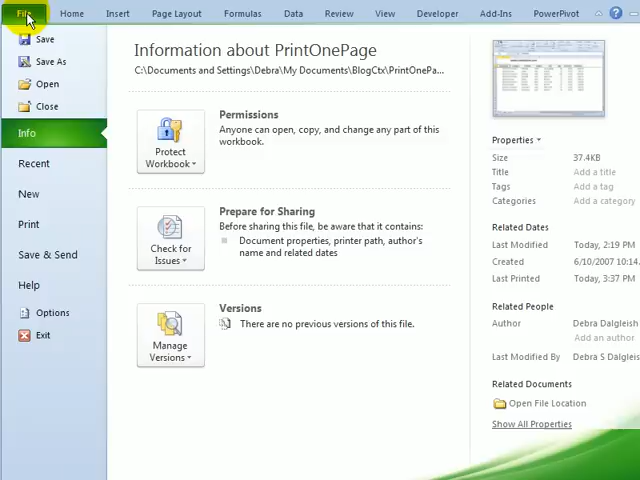 File Home Insert Page Layout Formulas Data Review View Developer Add-Ins PowerPivot
Save
Save As
Open
Close
Info
Recent
New
Print
Save & Send
Help
Options
Exit
Information about PrintOnePage
C:\Documents and Settings\Debra\My Documents\BlogCtx\PrintOnePa...
Protect
Workbook
Permissions
Anyone can open, copy, and change any part of this
workbook.
Check for
Issues
Prepare for Sharing
Before sharing this file, be aware that it contains:
Document properties, printer path, author's
name and related dates
Manage
Versions
Versions
There are no previous versions of this file.
Properties
Size 37.4KB
Title Add a title
Tags Add a tag
Categories Add a category
Related Dates
Last Modified Today, 2:19 PM
Created 6/10/2007 10:14.
Last Printed Today, 3:37 PM
Related People
Author Debra Dalgleish
Add an author
Last Modified By Debra S Dalgleish
Related Documents
Open File Location
Show All Properties